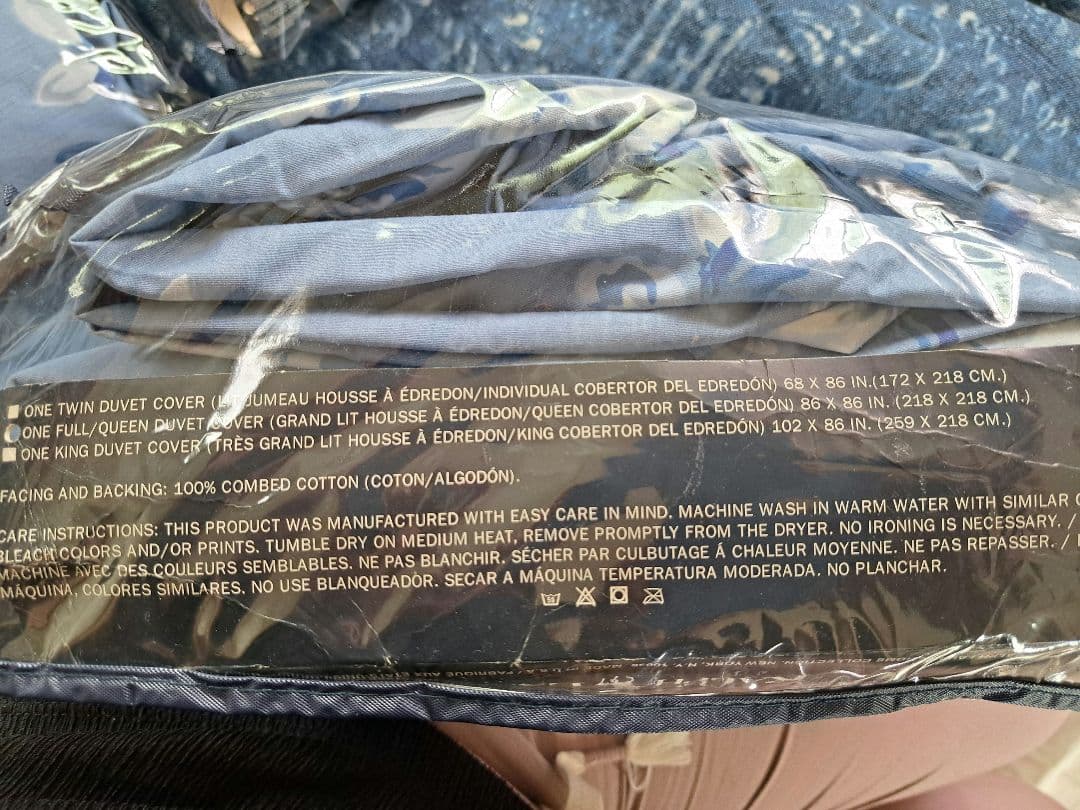 ONE TWIN DUVET COVER (LIT JUMEAU HOUSSE À ÉDREDON/INDIVIDUAL COBERTOR DEL EDREDÓN) 68 X 86 IN.(172 X 218 CM.)
ONE FULL/QUEEN DUVET COVER (GRAND LIT HOUSSE À ÉDREDON/QUEEN COBERTOR DEL EDREDÓN) 86 X 86 IN. (218 X 218 CM.)
ONE KING DUVET COVER (TRÈS GRAND LIT HOUSSE À ÉDREDON/KING COBERTOR DEL EDREDÓN) 102 X 86 IN. (259 X 218 CM.)
FACING AND BACKING: 100% COMBED COTTON (COTON/ALGODÓN).
CARE INSTRUCTIONS: THIS PRODUCT WAS MANUFACTURED WITH EASY CARE IN MIND. MACHINE WASH IN WARM WATER WITH SIMILAR
BLEACH COLORS AND/OR PRINTS. TUMBLE DRY ON MEDIUM HEAT, REMOVE PROMPTLY FROM THE DRYER. NO IRONING IS NECESSARY. /
MACHINE AVEC DES COULEURS SEMBLABLES. NE PAS BLANCHIR. SÉCHER PAR CULBUTAGE Á CHALEUR MOYENNE. NE PAS REPASSER. /
MÁQUINA, COLORES SIMILARES. NO USE BLANQUEADOR. SECAR A MÁQUINA TEMPERATURA MODERADA. NO PLANCHAR.